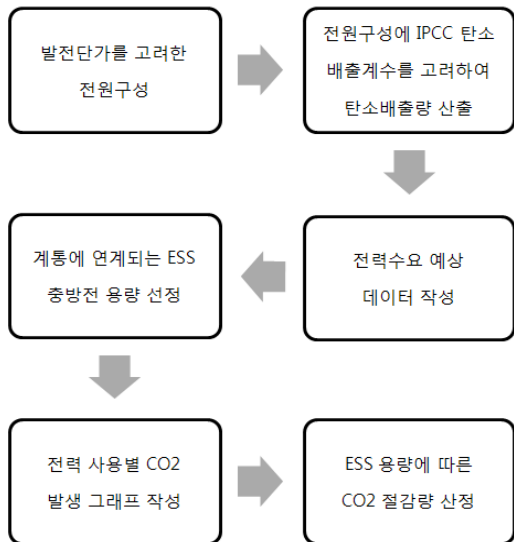 발전단가를 고려한
전원구성
전원구성에 IPCC 탄소
배출계수를 고려하여
탄소배출량 산출
전력수요 예상
데이터 작성
계통에 연계되는 ESS
충방전 용량 선정
전력 사용별 CO2
발생 그래프 작성
ESS 용량에 따른
CO2 절감량 산정